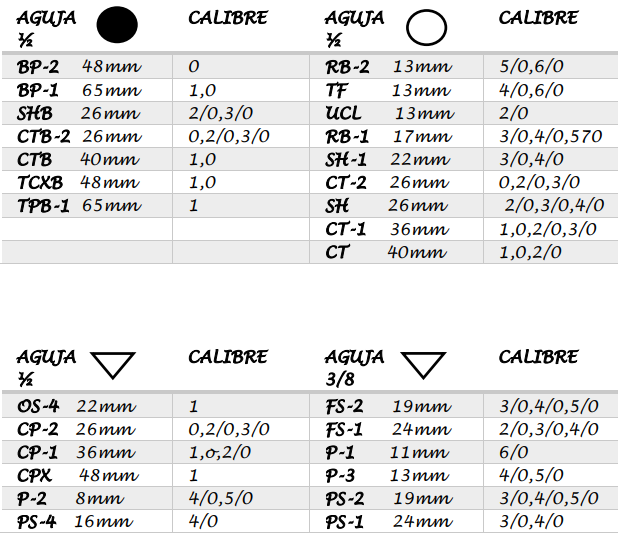 AGUJA ½ CALIBRE
BP-2 48mm 0
BP-1 65mm 1,0
SHB 26mm 2/0,3/0
CTB-2 26mm 0,2/0,3/0
CTB 40mm 1,0
TCXB 48mm 1,0
TPB-1 65mm 1
AGUJA ½ CALIBRE
RB-2 13mm 5/0,6/0
TF 13mm 4/0,6/0
UCL 13mm 2/0
RB-1 17mm 3/0,4/0,570
SH-1 22mm 3/0,4/0
CT-2 26mm 0,2/0,3/0
SH 26mm 2/0,3/0,4/0
CT-1 36mm 1,0,2/0,3/0
CT 40mm 1,0,2/0
AGUJA ½ CALIBRE
OS-4 22mm 1
CP-2 26mm 0,2/0,3/0
CP-1 36mm 1,o-,2/0
CPX 48mm 1
P-2 8mm 4/0,5/0
PS-4 16mm 4/0
AGUJA 3/8 CALIBRE
FS-2 19mm 3/0,4/0,5/0
FS-1 24mm 2/0,3/0,4/0
P-1 11mm 6/0
P-3 13mm 4/0,5/0
PS-2 19mm 3/0,4/0,5/0
PS-1 24mm 3/0,4/0